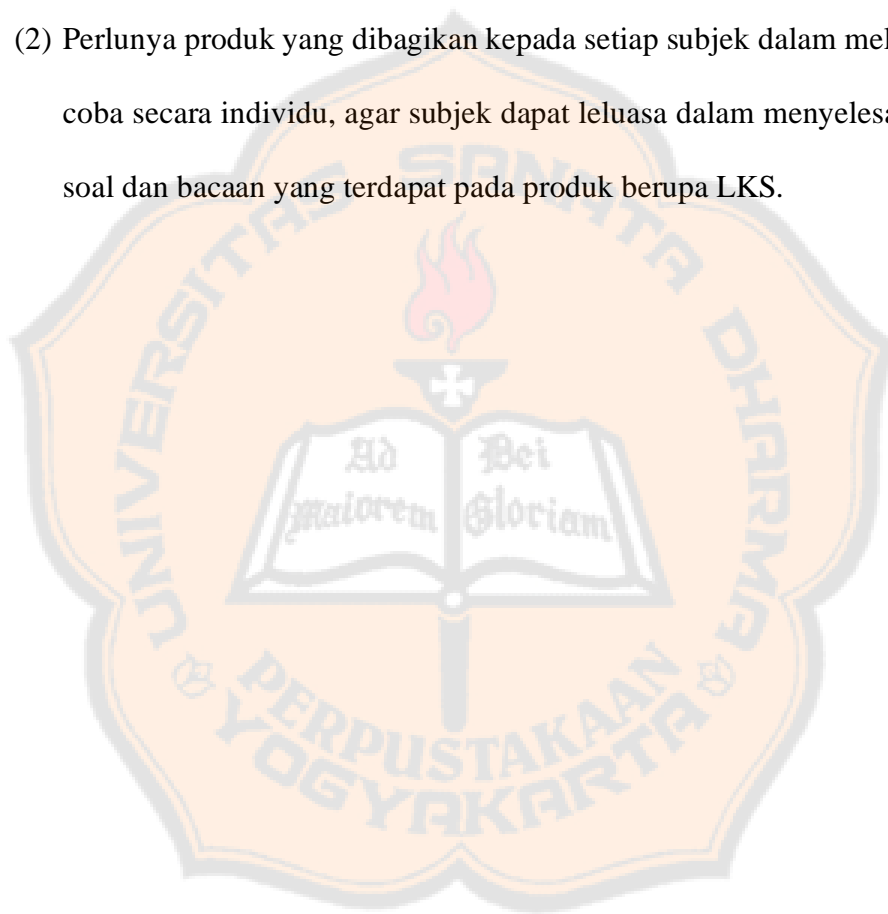 (2) Perlunya produk yang dibagikan kepada setiap subjek dalam mel
coba secara individu, agar subjek dapat leluasa dalam menyelesa
soal dan bacaan yang terdapat pada produk berupa LKS.
UNIVERSITAS SANATA DHARMA
Ad Dei
Maiorem Gloriam
PERPUSTAKAAN
YOGYAKARTA